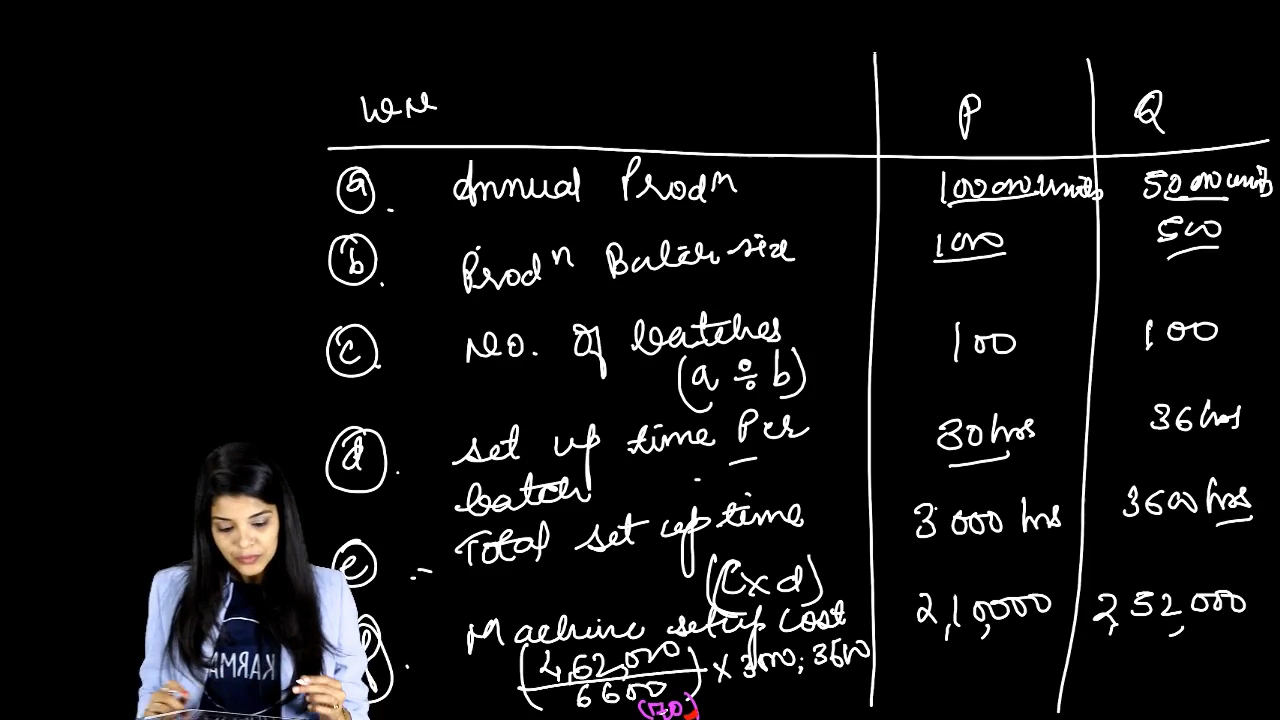 WN P Q
(a). Annual Prodn 100000 units 50000 units
(b). Prodn Batch size 1000 500
(c). No. of batches 100 100
(a ÷ b)
(d). set up time Per 30 hrs 36 hrs
batch
(e). Total set up time 3000 hrs 3600 hrs
(C x d)
(f). Machine setup cost 2,10,000 2,52,000
(4,62,000 / 6600) x 3000; 3600
(70)
KARMA